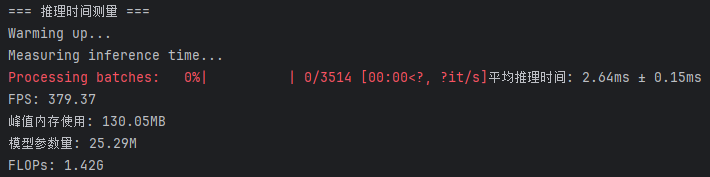 === 推理时间测量 ===
Warming up...
Measuring inference time...
Processing batches:   0%|          | 0/3514 [00:00<?, ?it/s]平均推理时间: 2.64ms ± 0.15ms
FPS: 379.37
峰值内存使用: 130.05MB
模型参数量: 25.29M
FLOPs: 1.42G